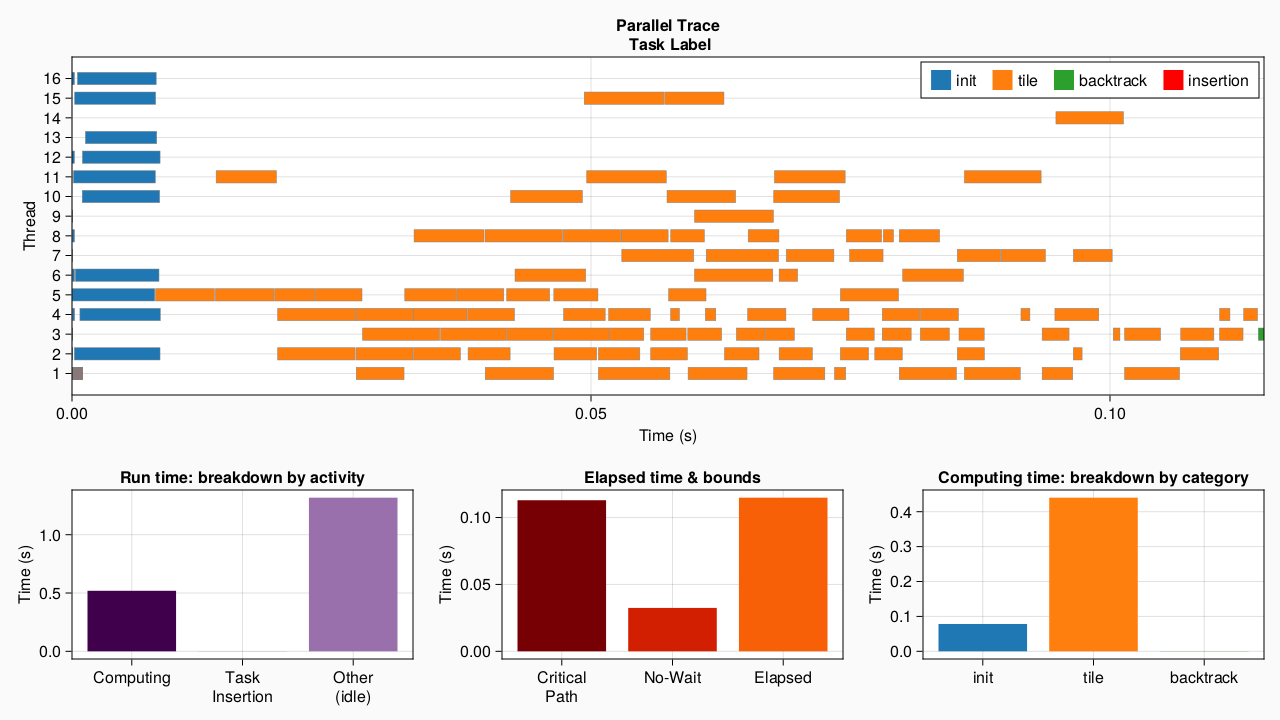 Parallel Trace
Task Label
init tile backtrack insertion
Thread
16
15
14
13
12
11
10
9
8
7
6
5
4
3
2
1
0.00 0.05 0.10
Time (s)
Run time: breakdown by activity
Time (s)
1.0
0.5
0.0
Computing Task Insertion Other (idle)
Elapsed time & bounds
Time (s)
0.10
0.05
0.00
Critical Path No-Wait Elapsed
Computing time: breakdown by category
Time (s)
0.4
0.3
0.2
0.1
0.0
init tile backtrack